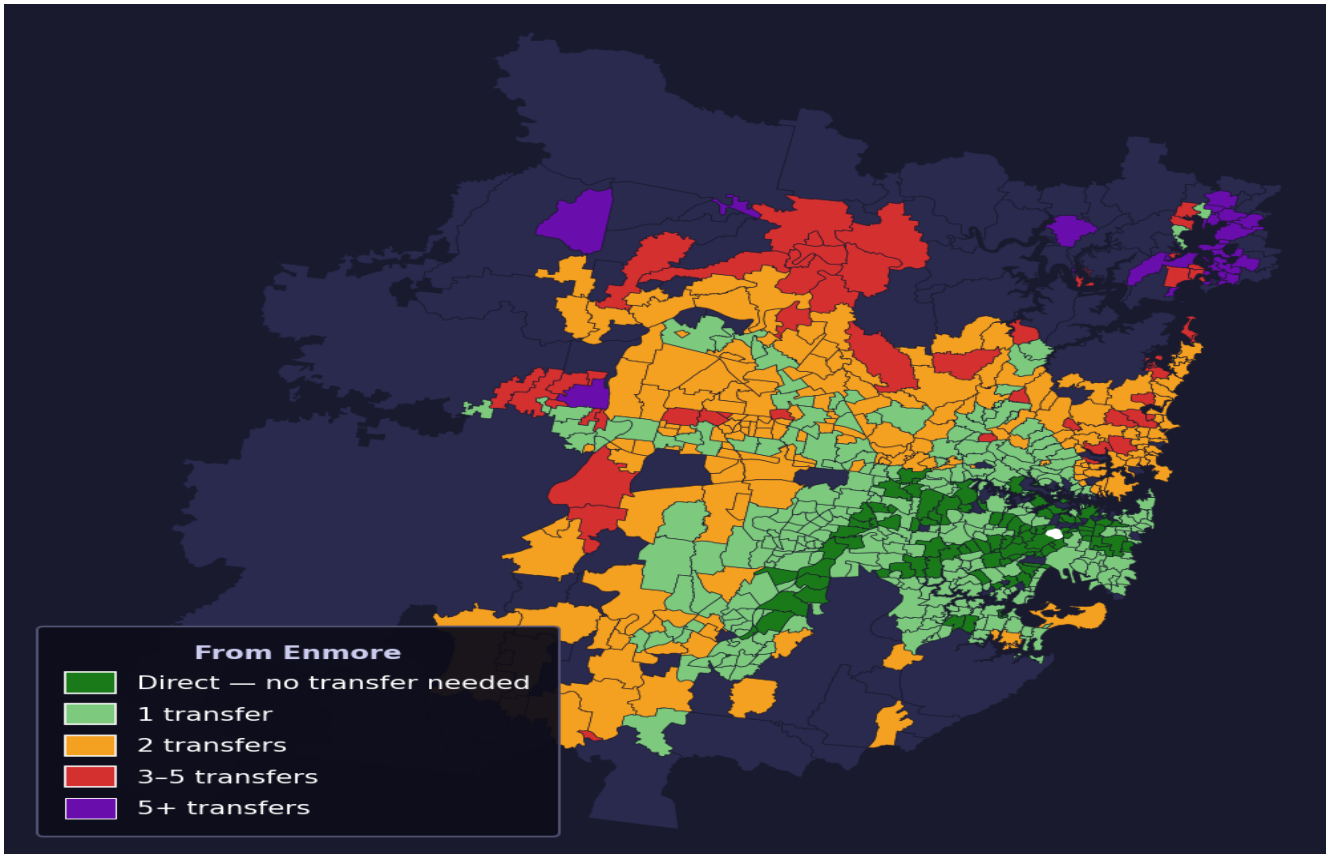 From Enmore
Direct — no transfer needed
1 transfer
2 transfers
3–5 transfers
5+ transfers